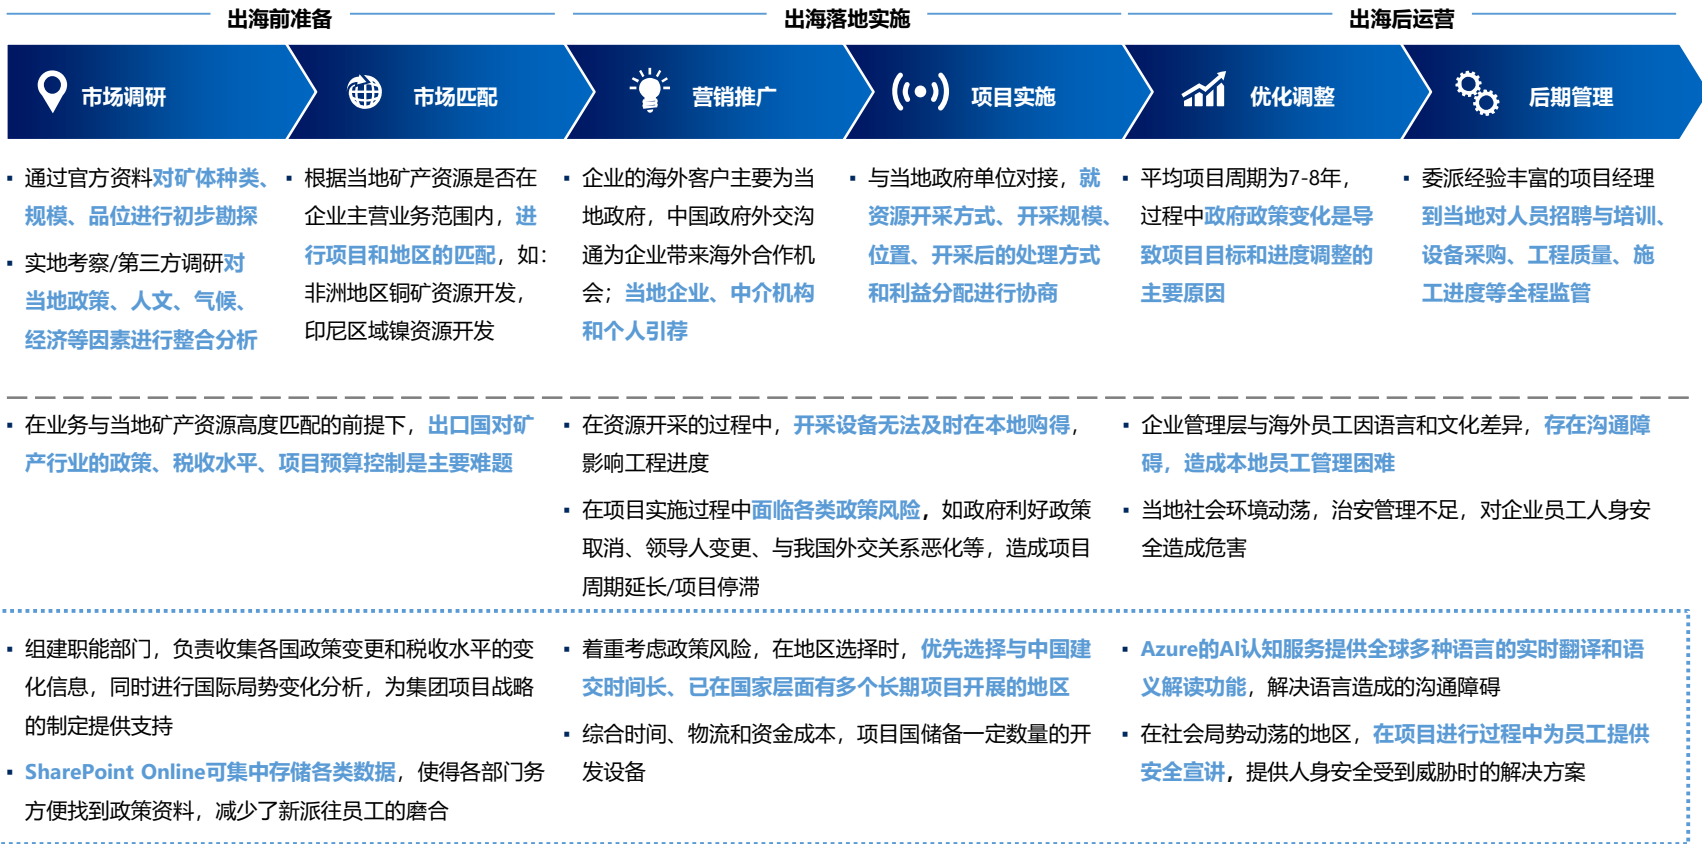 出海前准备
出海落地实施
出海后运营
市场调研
市场匹配
营销推广
项目实施
优化调整
后期管理
▪ 通过官方资料对矿体种类、
规模、品位进行初步勘探
▪ 实地考察/第三方调研对
当地政策、人文、气候、
经济等因素进行整合分析
▪ 根据当地矿产资源是否在
企业主营业务范围内，进
行项目和地区的匹配，如：
非洲地区铜矿资源开发，
印尼区域镍资源开发
▪ 企业的海外客户主要为当
地政府，中国政府外交沟
通为企业带来海外合作机
会；当地企业、中介机构
和个人引荐
▪ 与当地政府单位对接，就
资源开采方式、开采规模、
位置、开采后的处理方式
和利益分配进行协商
▪ 平均项目周期为7-8年，
过程中政府政策变化是导
致项目目标和进度调整的
主要原因
▪ 委派经验丰富的项目经理
到当地对人员招聘与培训、
设备采购、工程质量、施
工进度等全程监管
▪ 在业务与当地矿产资源高度匹配的前提下，出口国对矿
产行业的政策、税收水平、项目预算控制是主要难题
▪ 在资源开采的过程中，开采设备无法及时在本地购得，
影响工程进度
▪ 在项目实施过程中面临各类政策风险，如政府利好政策
取消、领导人变更、与我国外交关系恶化等，造成项目
周期延长/项目停滞
▪ 企业管理层与海外员工因语言和文化差异，存在沟通障
碍，造成本地员工管理困难
▪ 当地社会环境动荡，治安管理不足，对企业员工人身安
全造成危害
▪ 组建职能部门，负责收集各国政策变更和税收水平的变
化信息，同时进行国际局势变化分析，为集团项目战略
的制定提供支持
▪ SharePoint Online可集中存储各类数据，使得各部门务
方便找到政策资料，减少了新派往员工的磨合
▪ 着重考虑政策风险，在地区选择时，优先选择与中国建
交时间长、已在国家层面有多个长期项目开展的地区
▪ 综合时间、物流和资金成本，项目国储备一定数量的开
发设备
▪ Azure的AI认知服务提供全球多种语言的实时翻译和语
义解读功能，解决语言造成的沟通障碍
▪ 在社会局势动荡的地区，在项目进行过程中为员工提供
安全宣讲，提供人身安全受到威胁时的解决方案